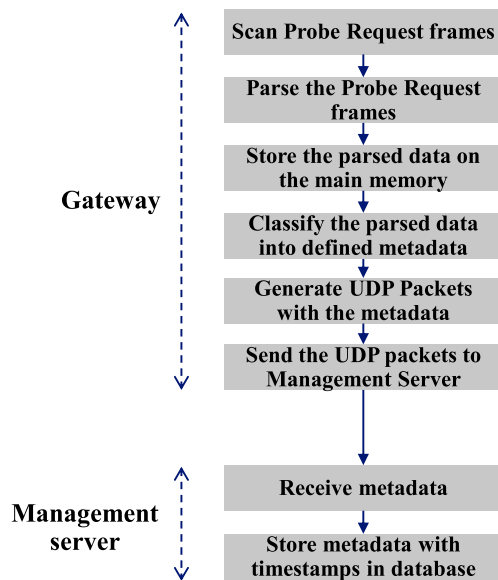 Scan Probe Request frames
Parse the Probe Request
frames
Store the parsed data on
the main memory
Gateway
Classify the parsed data
into defined metadata
Generate UDP Packets
with the metadata
Send the UDP packets to
Management Server
Receive metadata
Management
server
Store metadata with
timestamps in database